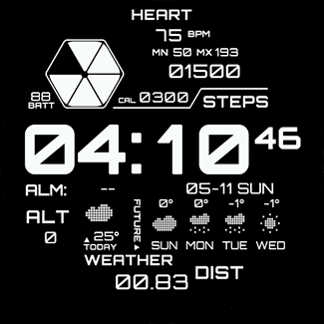 HEART
75 BPM
MN 50 MX 193
01500
88
BATT
CAL 0300
STEPS
04:10 46
ALM: --
05-11 SUN
ALT
0
▲ 25°
TODAY
FUTURE▶
0° 0° -1° -1°
SUN MON TUE WED
WEATHER
00.83
DIST